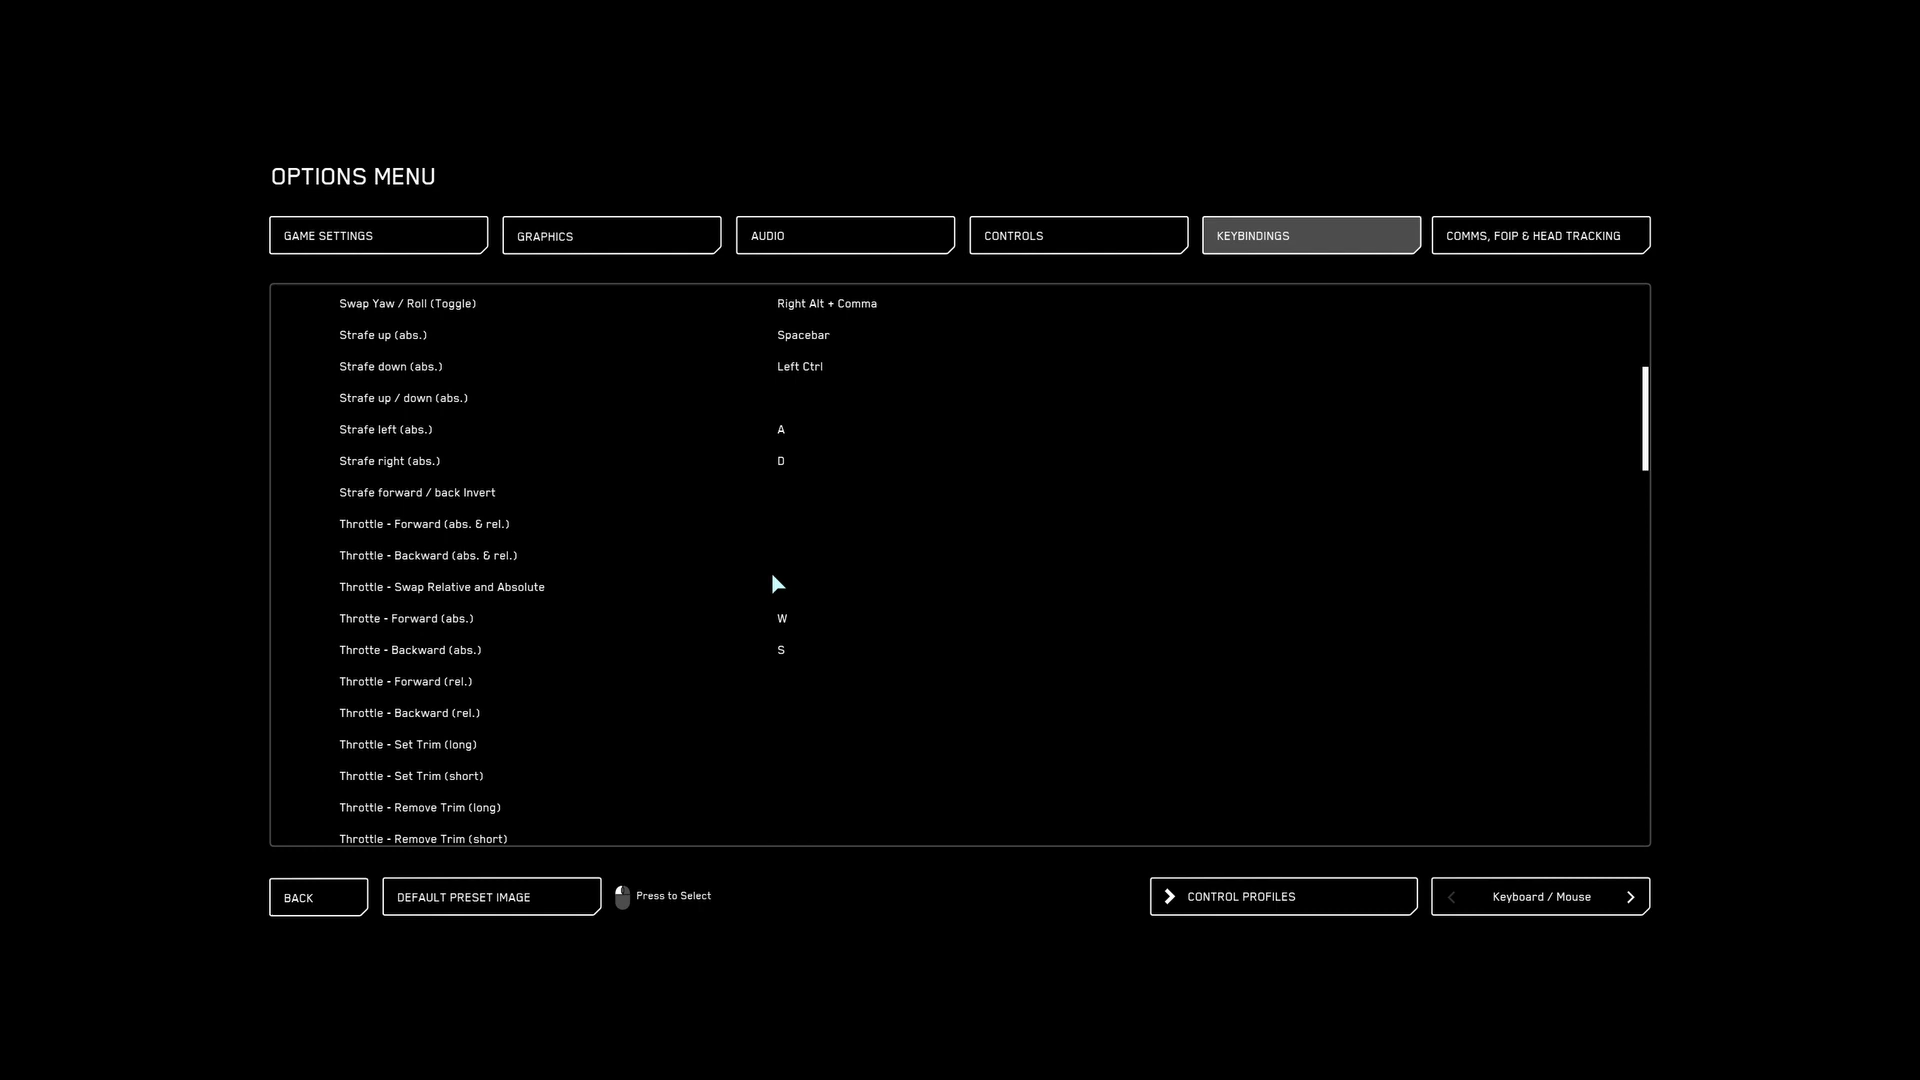 OPTIONS MENU
GAME SETTINGS GRAPHICS AUDIO CONTROLS KEYBINDINGS COMMS, FOIP & HEAD TRACKING
Swap Yaw / Roll (Toggle) Right Alt + Comma
Strafe up (abs.) Spacebar
Strafe down (abs.) Left Ctrl
Strafe up / down (abs.)
Strafe left (abs.) A
Strafe right (abs.) D
Strafe forward / back Invert
Throttle - Forward (abs. & rel.)
Throttle - Backward (abs. & rel.)
Throttle - Swap Relative and Absolute
Throtte - Forward (abs.) W
Throtte - Backward (abs.) S
Throttle - Forward (rel.)
Throttle - Backward (rel.)
Throttle - Set Trim (long)
Throttle - Set Trim (short)
Throttle - Remove Trim (long)
Throttle - Remove Trim (short)
BACK DEFAULT PRESET IMAGE Press to Select CONTROL PROFILES Keyboard / Mouse